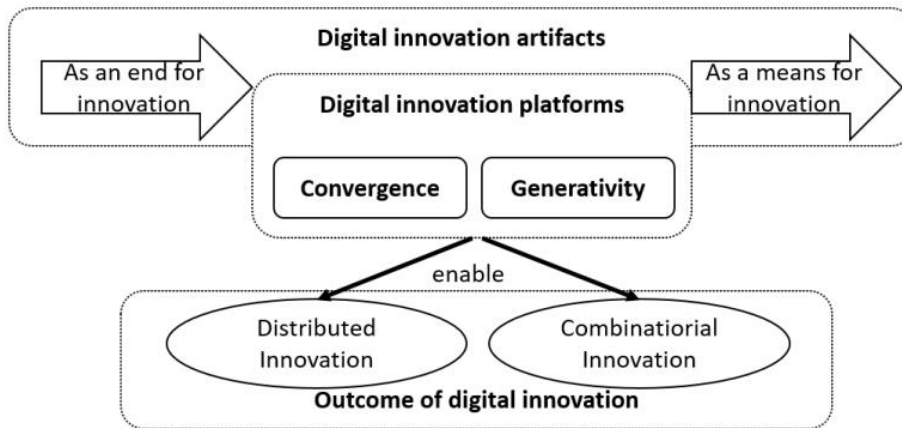 Digital innovation artifacts
As an end for
innovation
As a means for
innovation
Digital innovation platforms
Convergence
Generativity
enable
Distributed
Innovation
Combinatiorial
Innovation
Outcome of digital innovation